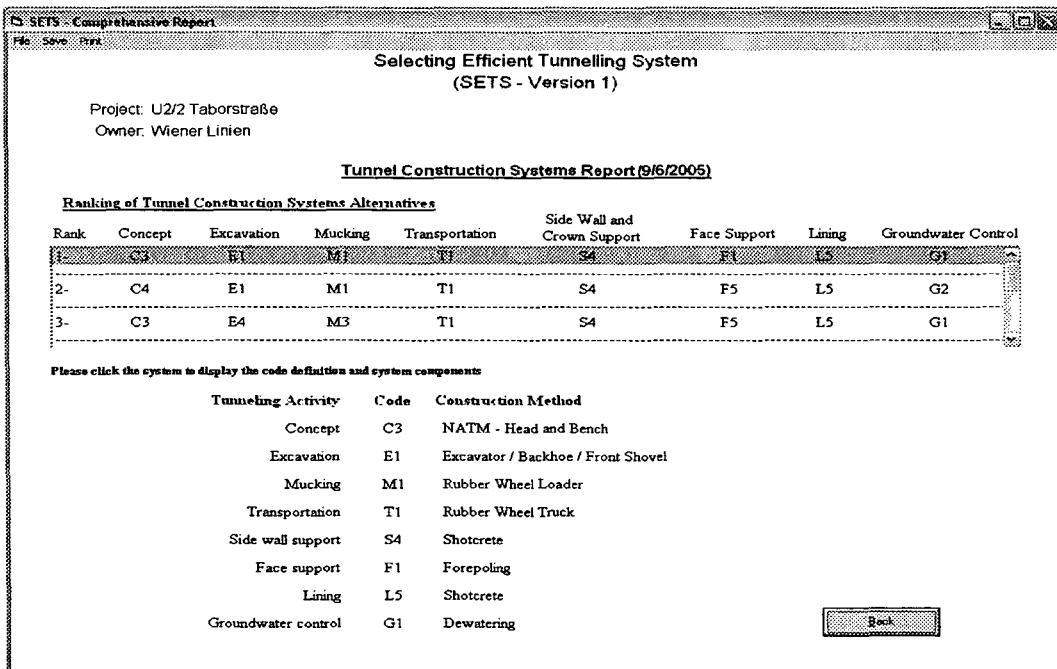 SETS - Comprehensive Report
File Save Print
Selecting Efficient Tunnelling System
(SETS - Version 1)
Project: U2/2 Taborstraße
Owner: Wiener Linien
Tunnel Construction Systems Report (9/6/2005)
Ranking of Tunnel Construction Systems Alternatives
Rank Concept Excavation Mucking Transportation Side Wall and Crown Support Face Support Lining Groundwater Control
1- C3 E1 M1 T1 S4 F1 L5 G1
2- C4 E1 M1 T1 S4 F5 L5 G2
3- C3 E4 M3 T1 S4 F5 L5 G1
Please click the system to display the code definition and system components
Tunneling Activity Code Construction Method
Concept C3 NATM - Head and Bench
Excavation E1 Excavator / Backhoe / Front Shovel
Mucking M1 Rubber Wheel Loader
Transportation T1 Rubber Wheel Truck
Side wall support S4 Shotcrete
Face support F1 Forepoling
Lining L5 Shotcrete
Groundwater control G1 Dewatering
Back